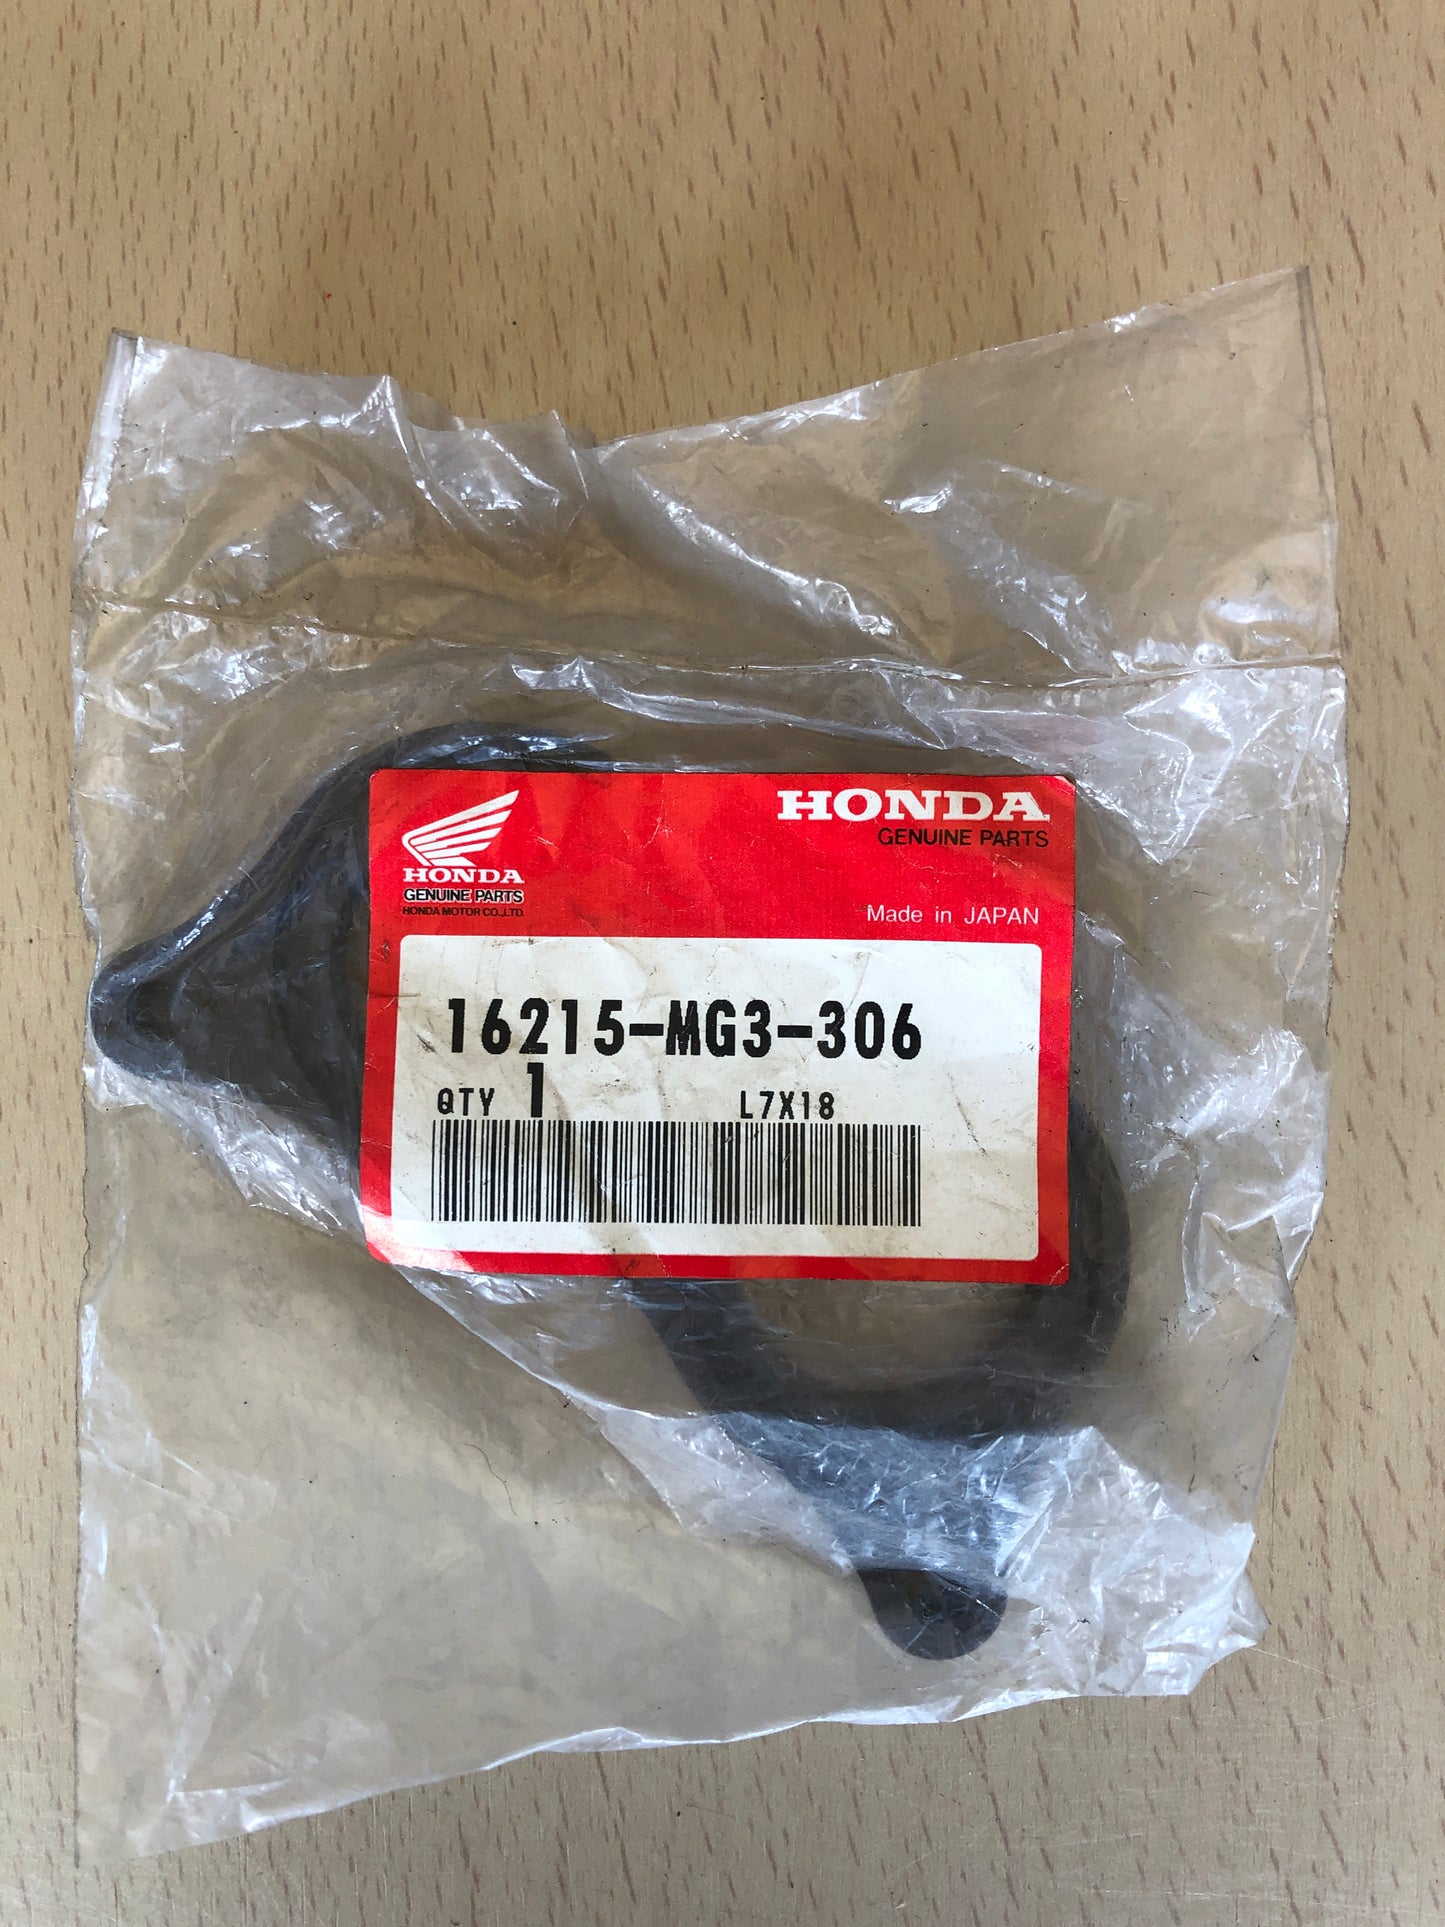 HONDA
GENUINE PARTS
HONDA MOTOR CO.,LTD.
HONDA
GENUINE PARTS
Made in JAPAN
16215-MG3-306
QTY 1 L7X18